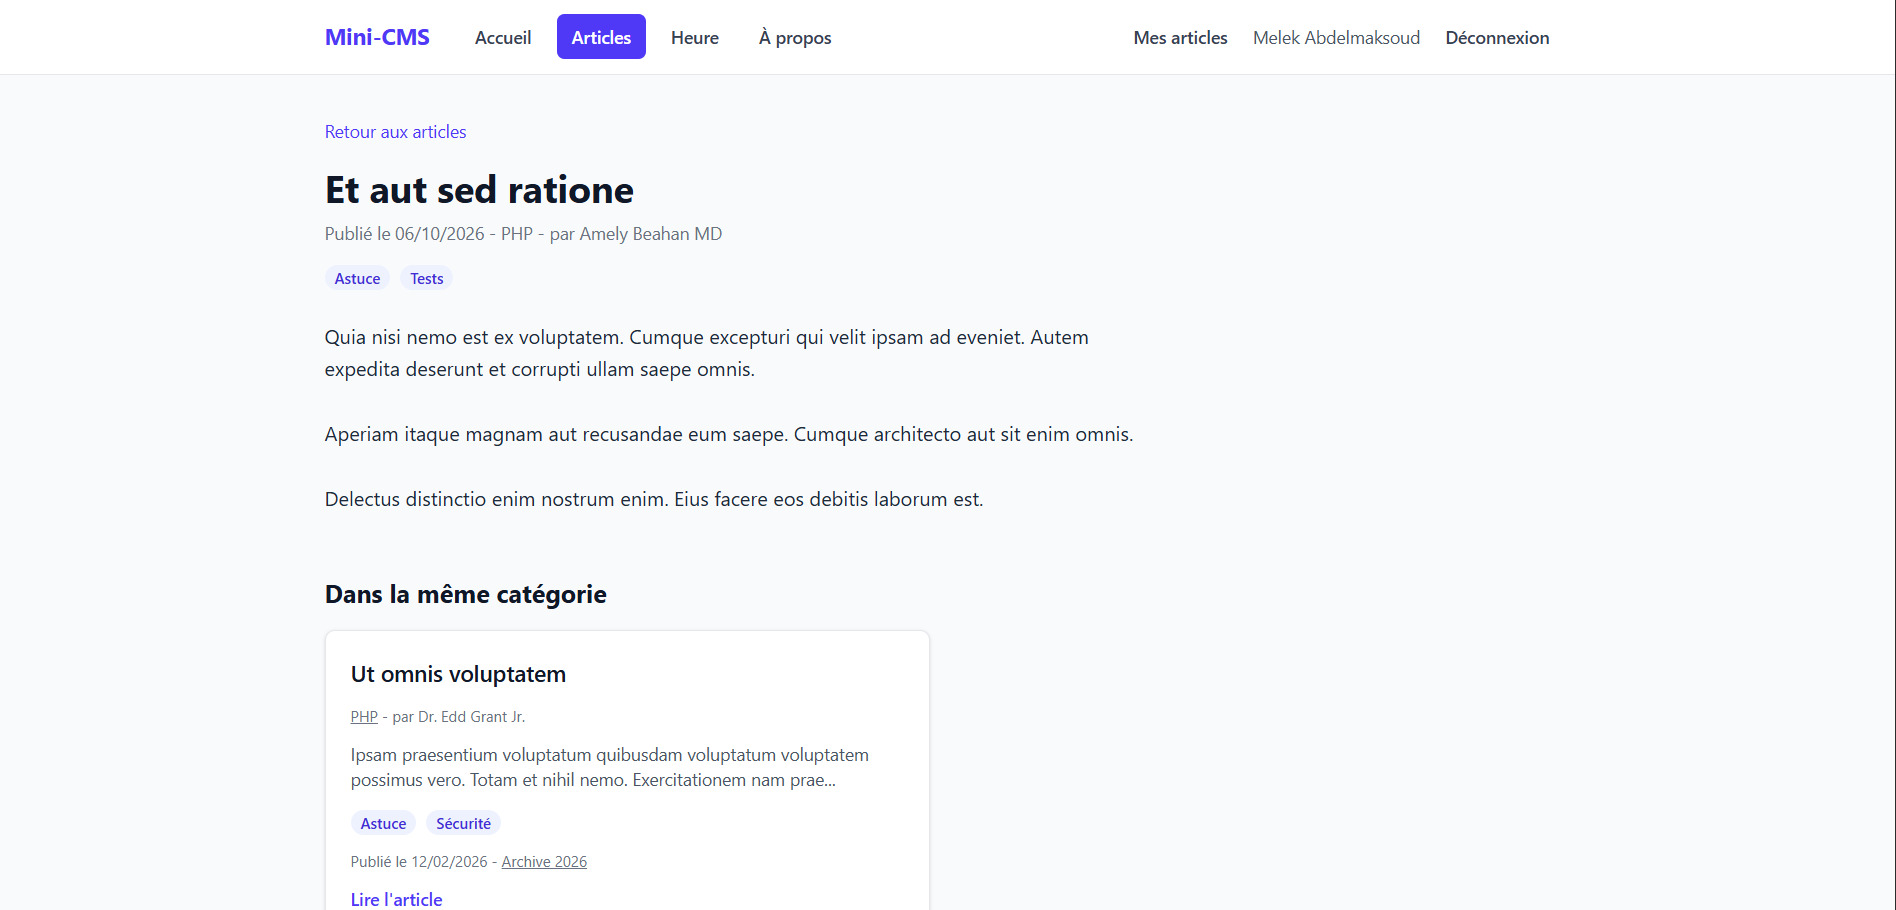 Mini-CMS Accueil Articles Heure À propos Mes articles Melek Abdelmaksoud Déconnexion
Retour aux articles
Et aut sed ratione
Publié le 06/10/2026 - PHP - par Amely Beahan MD
Astuce Tests
Quia nisi nemo est ex voluptatem. Cumque excepturi qui velit ipsam ad eveniet. Autem
expedita deserunt et corrupti ullam saepe omnis.
Aperiam itaque magnam aut recusandae eum saepe. Cumque architecto aut sit enim omnis.
Delectus distinctio enim nostrum enim. Eius facere eos debitis laborum est.
Dans la même catégorie
Ut omnis voluptatem
PHP - par Dr. Edd Grant Jr.
Ipsam praesentium voluptatum quibusdam voluptatum voluptatem
possimus vero. Totam et nihil nemo. Exercitationem nam prae...
Astuce Sécurité
Publié le 12/02/2026 - Archive 2026
Lire l'article